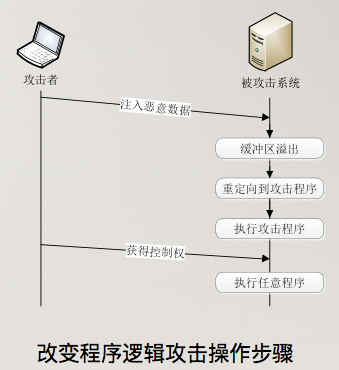 攻击者
被攻击系统
注入恶意数据
缓冲区溢出
重定向到攻击程序
执行攻击程序
获得控制权
执行任意程序
改变程序逻辑攻击操作步骤